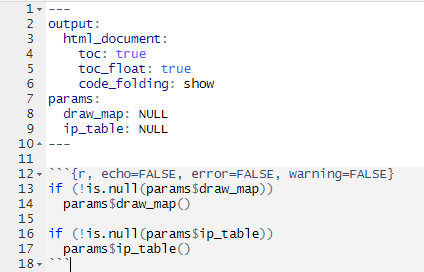 1 ---
2 output:
3   html_document:
4     toc: true
5     toc_float: true
6     code_folding: show
7 params:
8   draw_map: NULL
9   ip_table: NULL
10 ---
11
12 ```{r, echo=FALSE, error=FALSE, warning=FALSE}
13 if (!is.null(params$draw_map))
14   params$draw_map()
15
16 if (!is.null(params$ip_table))
17   params$ip_table()
18 ```